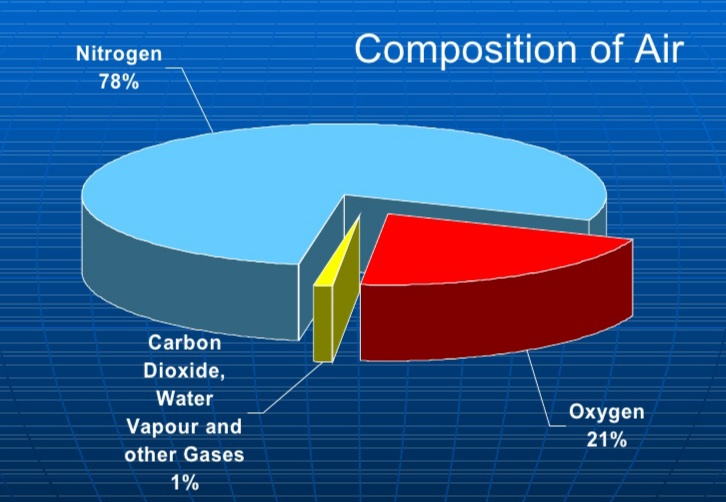 Composition of Air
Nitrogen
78%
Carbon
Dioxide,
Water
Vapour and
other Gases
1%
Oxygen
21%